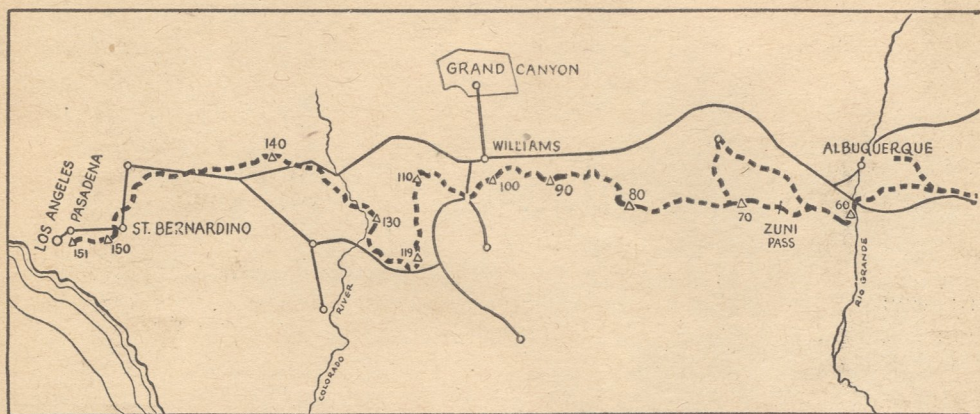 GRAND CANYON
WILLIAMS
ALBUQUERQUE
LOS ANGELES
PASADENA
ST. BERNARDINO
151
150
140
130
119
110
100
90
80
70
ZUNI
PASS
60
RIO GRANDE
COLORADO
RIVER